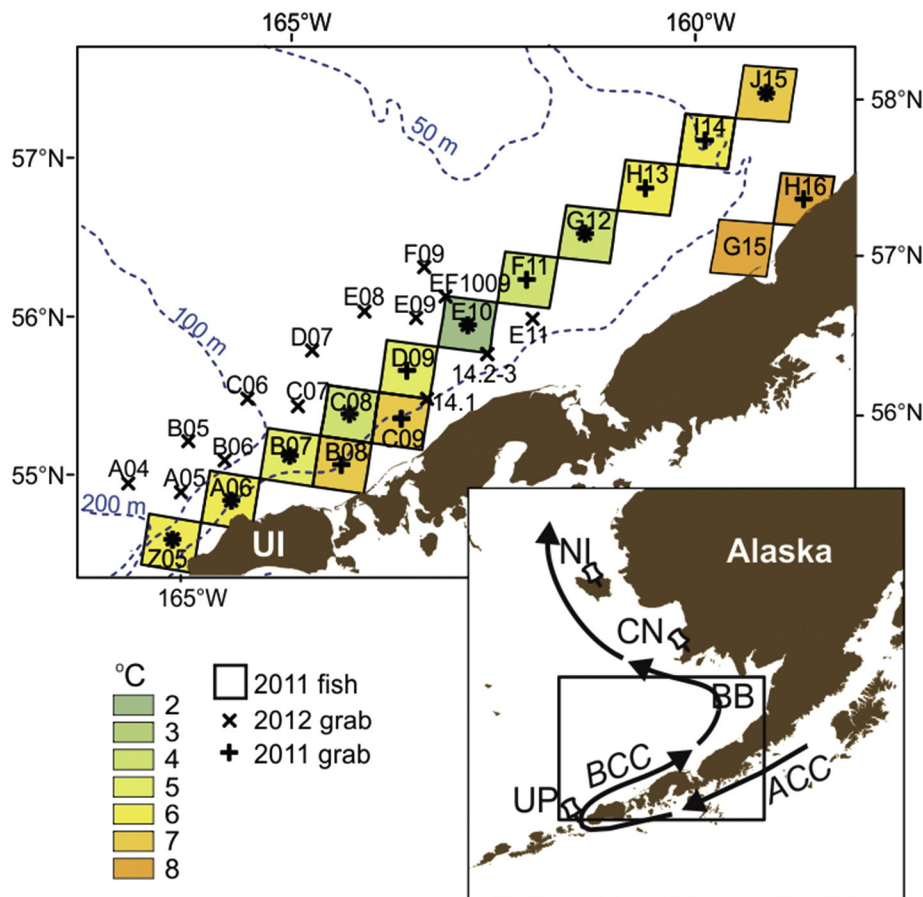 165°W
160°W
J15
58°N
50 m
I14
57°N
H13
H16
G12
G15
57°N
F09
F11
EF1009
E08
E09
E10
56°N
100 m
E11
D07
D09
14.2-3
C06
C07
C08
14.1
56°N
B05
C09
B06
B07
B08
55°N
A04
A05
A06
200 m
UI
Z05
165°W
NI
Alaska
CN
BB
BCC
ACC
UP
°C
2
3
4
5
6
7
8
2011 fish
2012 grab
2011 grab